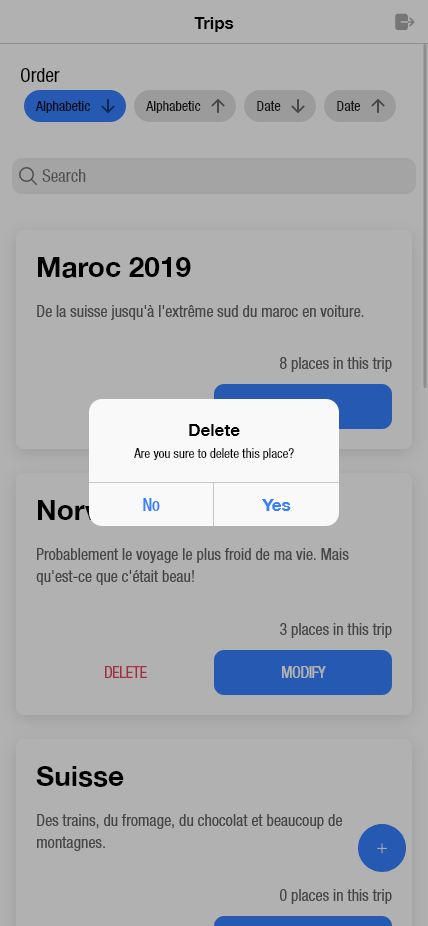 Trips
Order
Alphabetic
Alphabetic
Date
Date
Search
Maroc 2019
De la suisse jusqu'à l'extrême sud du maroc en voiture.
8 places in this trip
Delete
Are you sure to delete this place?
No
Yes
Probablement le voyage le plus froid de ma vie. Mais
qu'est-ce que c'était beau!
3 places in this trip
DELETE
MODIFY
Suisse
Des trains, du fromage, du chocolat et beaucoup de
montagnes.
0 places in this trip